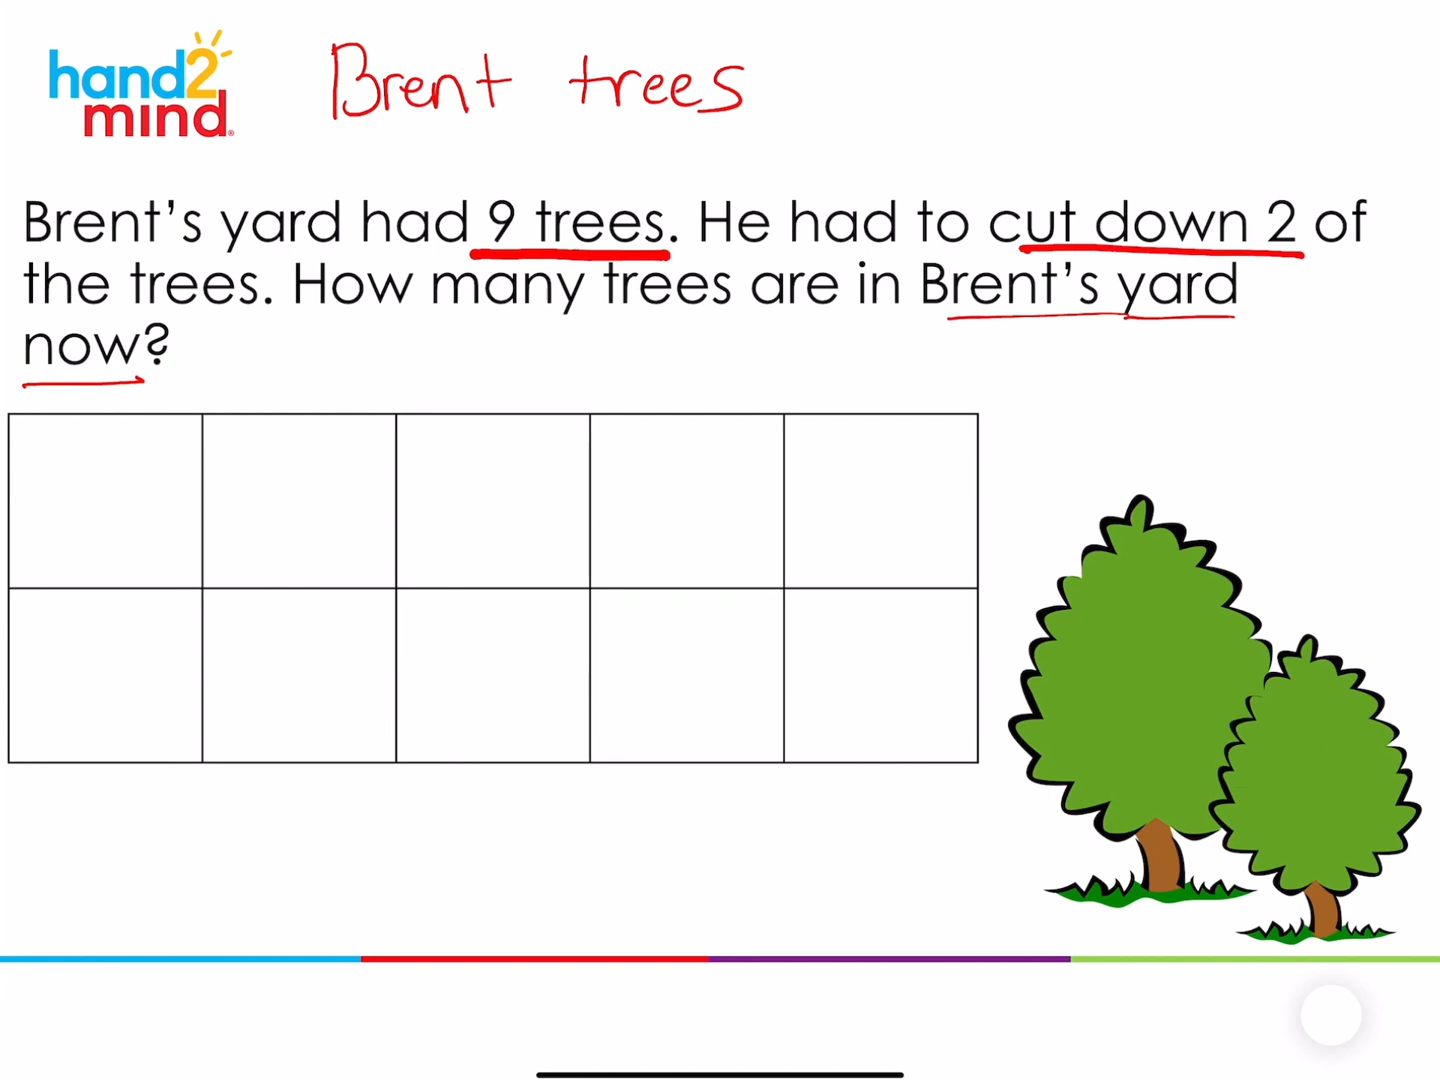 hand2
mind®
Brent trees
Brent’s yard had 9 trees. He had to cut down 2 of
the trees. How many trees are in Brent’s yard
now?